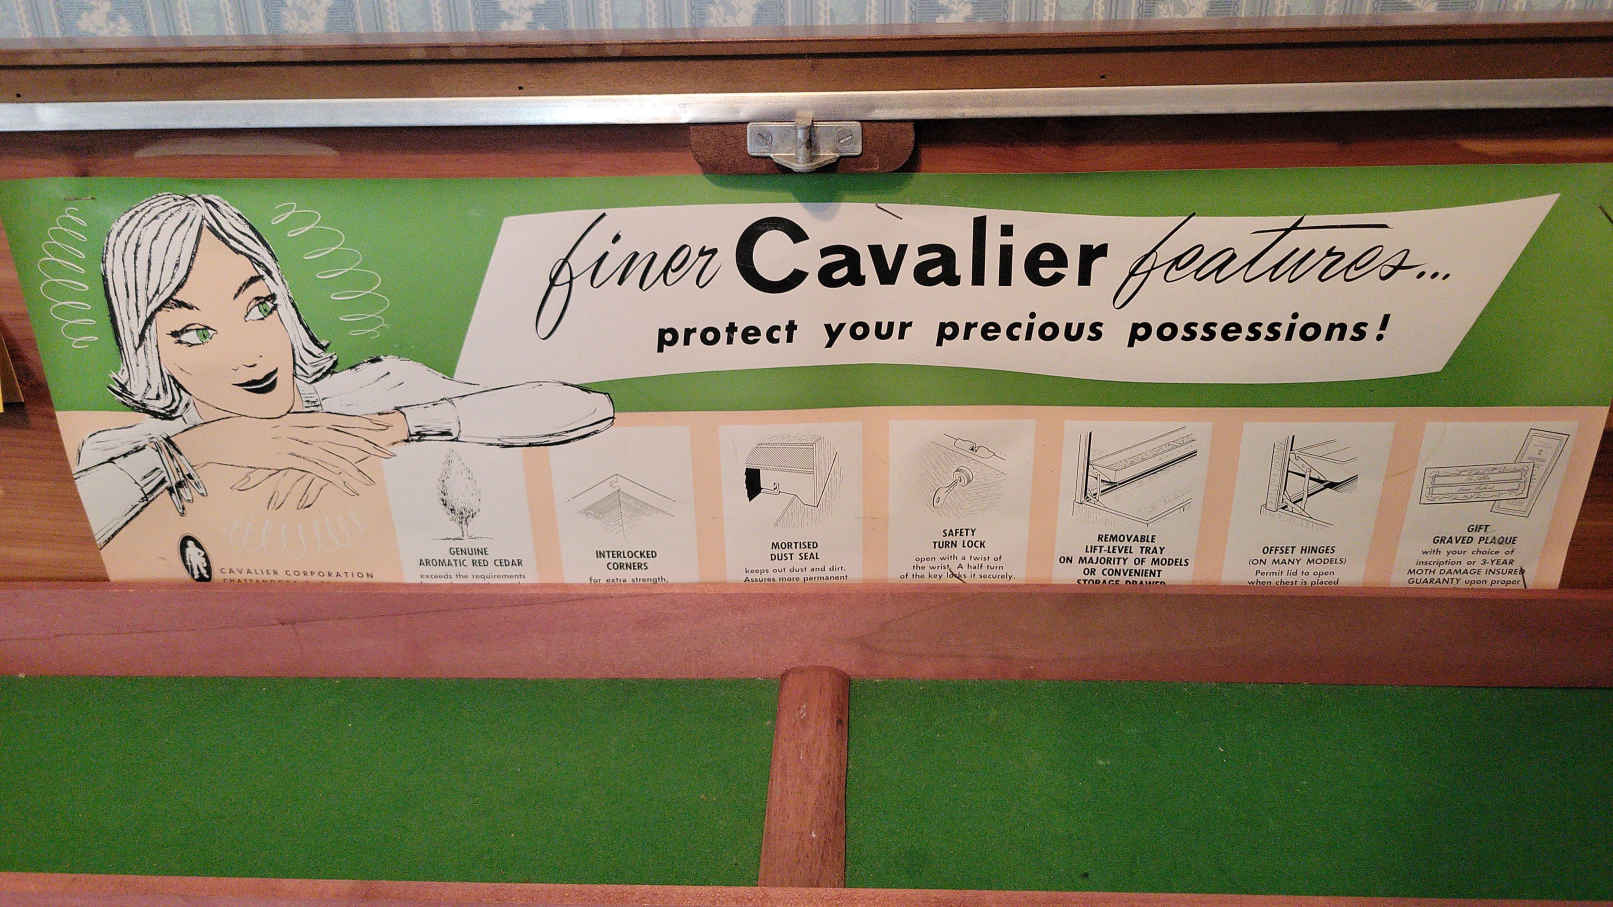 finer Cavalier features...
protect your precious possessions!
CAVALIER CORPORATION
GENUINE
AROMATIC RED CEDAR
exceeds the requirements
INTERLOCKED
CORNERS
for extra strength,
MORTISED
DUST SEAL
keeps out dust and dirt.
Assures more permanent
SAFETY
TURN LOCK
open with a twist of
the wrist. A half turn
of the key locks it securely.
REMOVABLE
LIFT-LEVEL TRAY
ON MAJORITY OF MODELS
OR CONVENIENT
STORAGE DRAWER
OFFSET HINGES
(ON MANY MODELS)
Permit lid to open
when chest is placed
GIFT
GRAVED PLAQUE
with your choice of
inscription or 3-YEAR
MOTH DAMAGE INSURED
GUARANTY upon proper